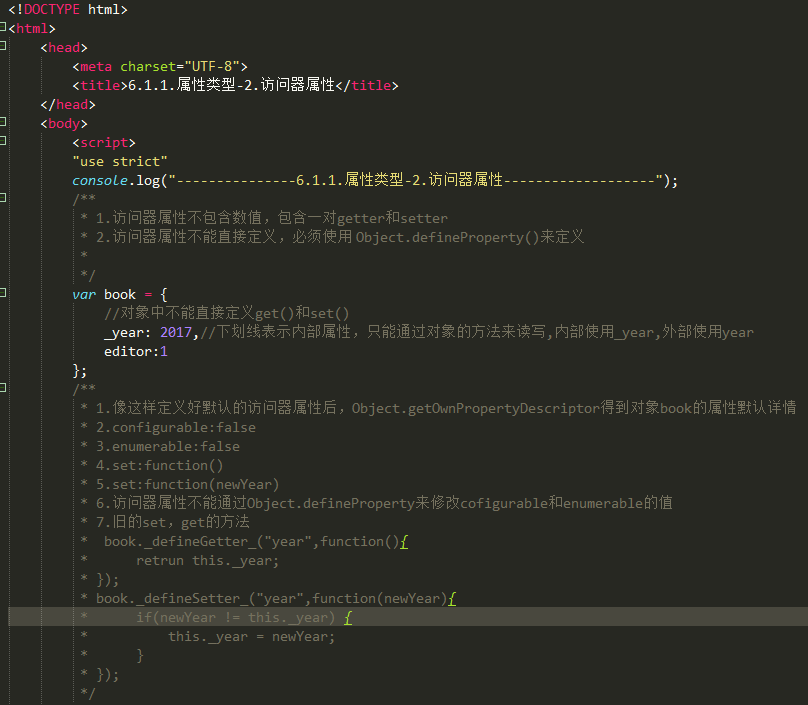 <!DOCTYPE html>
<html>
<head>
<meta charset="UTF-8">
<title>6.1.1.属性类型-2.访问器属性</title>
</head>
<body>
<script>
"use strict"
console.log("---------------6.1.1.属性类型-2.访问器属性-------------------");
/**
* 1.访问器属性不包含数值，包含一对getter和setter
* 2.访问器属性不能直接定义，必须使用 Object.defineProperty()来定义
*
*/
var book = {
//对象中不能直接定义get()和set()
_year: 2017,//下划线表示内部属性，只能通过对象的方法来读写,内部使用_year,外部使用year
editor:1
};
/**
* 1.像这样定义好默认的访问器属性后，Object.getOwnPropertyDescriptor得到对象book的属性默认详情
* 2.configurable:false
* 3.enumerable:false
* 4.set:function()
* 5.set:function(newYear)
* 6.访问器属性不能通过Object.defineProperty来修改cofigurable和enumerable的值
* 7.旧的set，get的方法
* book._defineGetter_("year",function(){
* retrun this._year;
* });
* book._defineSetter_("year",function(newYear){
* if(newYear != this._year) {
* this._year = newYear;
* }
* });
*/